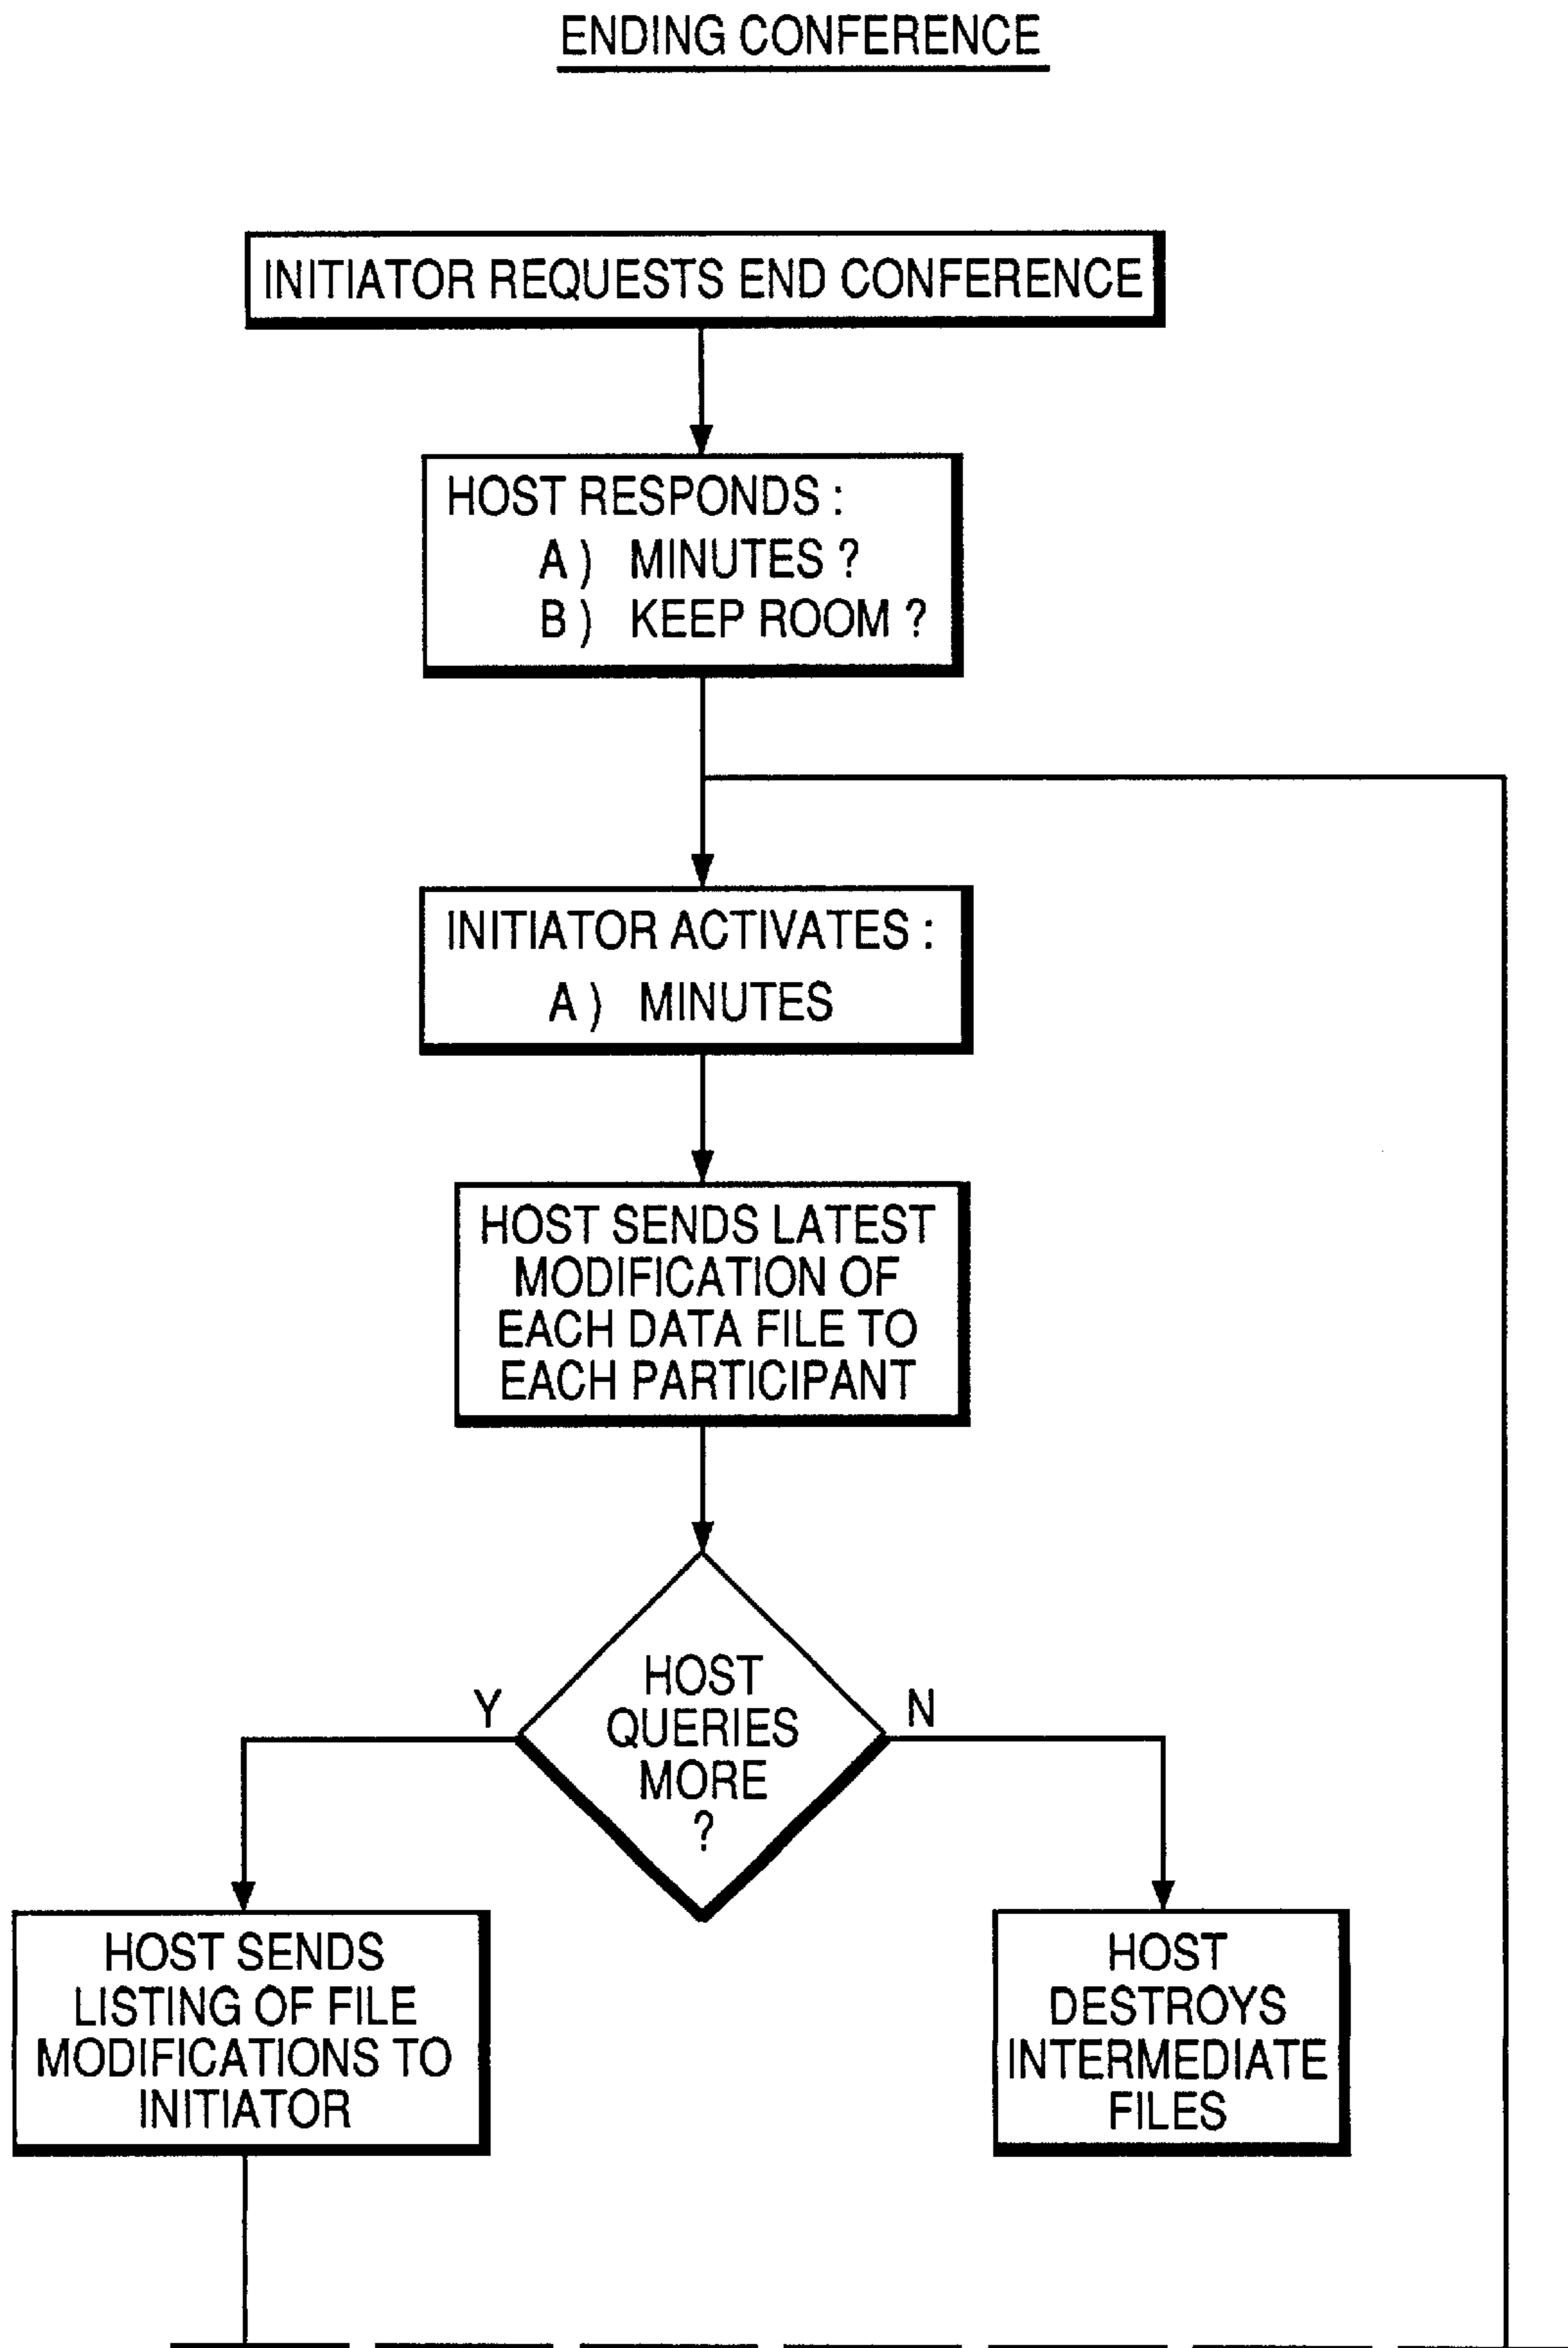 ENDING CONFERENCE
INITIATOR REQUESTS END CONFERENCE
HOST RESPONDS :
A ) MINUTES ?
B ) KEEP ROOM ?
INITIATOR ACTIVATES :
A ) MINUTES
HOST SENDS LATEST
MODIFICATION OF
EACH DATA FILE TO
EACH PARTICIPANT
HOST
QUERIES
MORE
?
Y
N
HOST SENDS
LISTING OF FILE
MODIFICATIONS TO
INITIATOR
HOST
DESTROYS
INTERMEDIATE
FILES